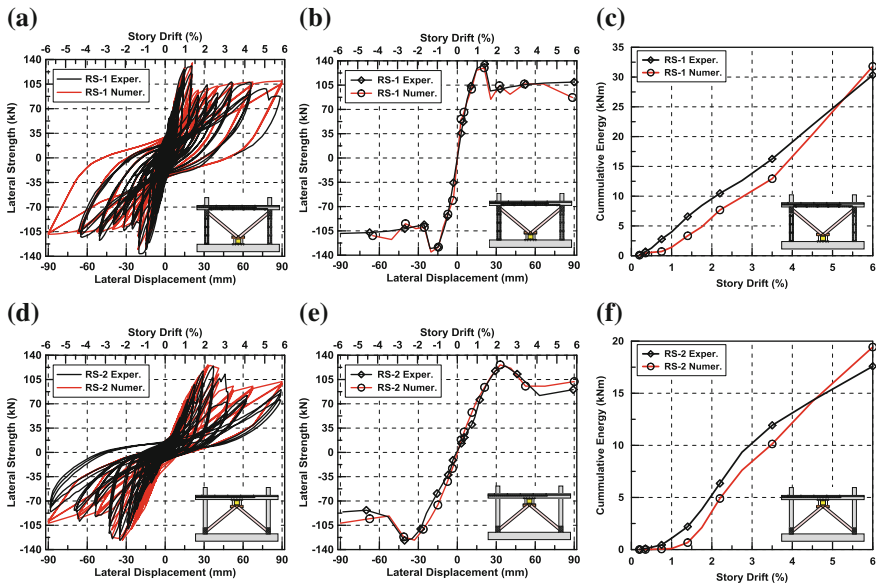 (a)
Story Drift (%)
-6 -5 -4 -3 -2 -1 0 1 2 3 4 5 6
140
105
70
35
0
-35
-70
-105
-140
Lateral Strength (kN)
RS-1 Exper.
RS-1 Numer.
-90 -60 -30 0 30 60 90
Lateral Displacement (mm)
(b)
Story Drift (%)
-6 -5 -4 -3 -2 -1 0 1 2 3 4 5 6
140
105
70
35
0
-35
-70
-105
-140
Lateral Strength (kN)
RS-1 Exper.
RS-1 Numer.
-90 -60 -30 0 30 60 90
Lateral Displacement (mm)
(c)
35
30
25
20
15
10
5
0
Cummulative Energy (kNm)
RS-1 Exper.
RS-1 Numer.
0 1 2 3 4 5 6
Story Drift (%)
(d)
Story Drift (%)
-6 -5 -4 -3 -2 -1 0 1 2 3 4 5 6
140
105
70
35
0
-35
-70
-105
-140
Lateral Strength (kN)
RS-2 Exper.
RS-2 Numer.
-90 -60 -30 0 30 60 90
Lateral Displacement (mm)
(e)
Story Drift (%)
-6 -5 -4 -3 -2 -1 0 1 2 3 4 5 6
140
105
70
35
0
-35
-70
-105
-140
Lateral Strength (kN)
RS-2 Exper.
RS-2 Numer.
-90 -60 -30 0 30 60 90
Lateral Displacement (mm)
(f)
20
15
10
5
0
Cummulative Energy (kNm)
RS-2 Exper.
RS-2 Numer.
0 1 2 3 4 5 6
Story Drift (%)